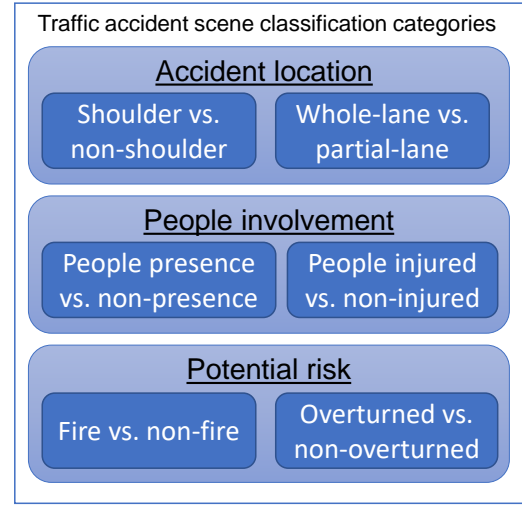 Traffic accident scene classification categories
Accident location
Shoulder vs.
non-shoulder
Whole-lane vs.
partial-lane
People involvement
People presence
vs. non-presence
People injured
vs. non-injured
Potential risk
Fire vs. non-fire
Overturned vs.
non-overturned